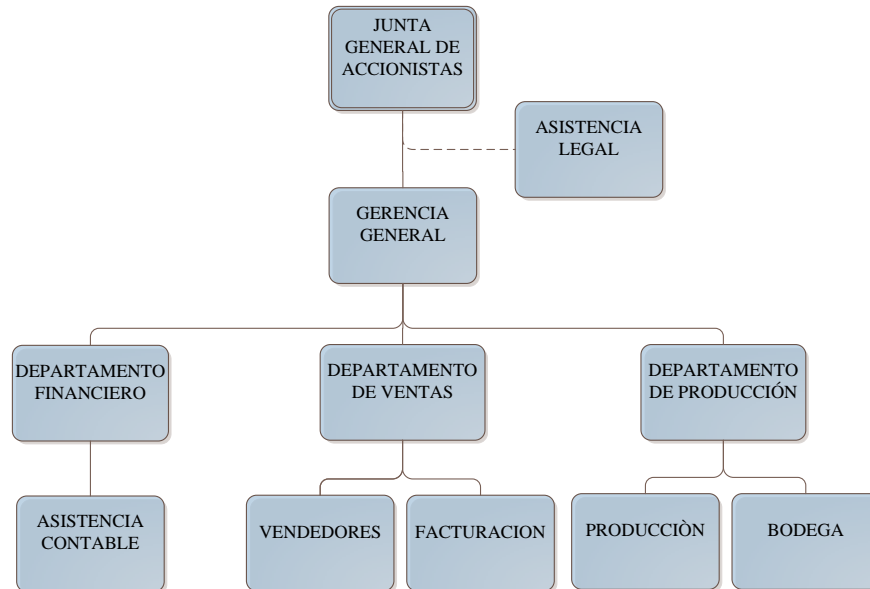 JUNTA
GENERAL DE
ACCIONISTAS
ASISTENCIA
LEGAL
GERENCIA
GENERAL
DEPARTAMENTO
FINANCIERO
DEPARTAMENTO
DE VENTAS
DEPARTAMENTO
DE PRODUCCIÓN
ASISTENCIA
CONTABLE
VENDEDORES
FACTURACION
PRODUCCIÒN
BODEGA